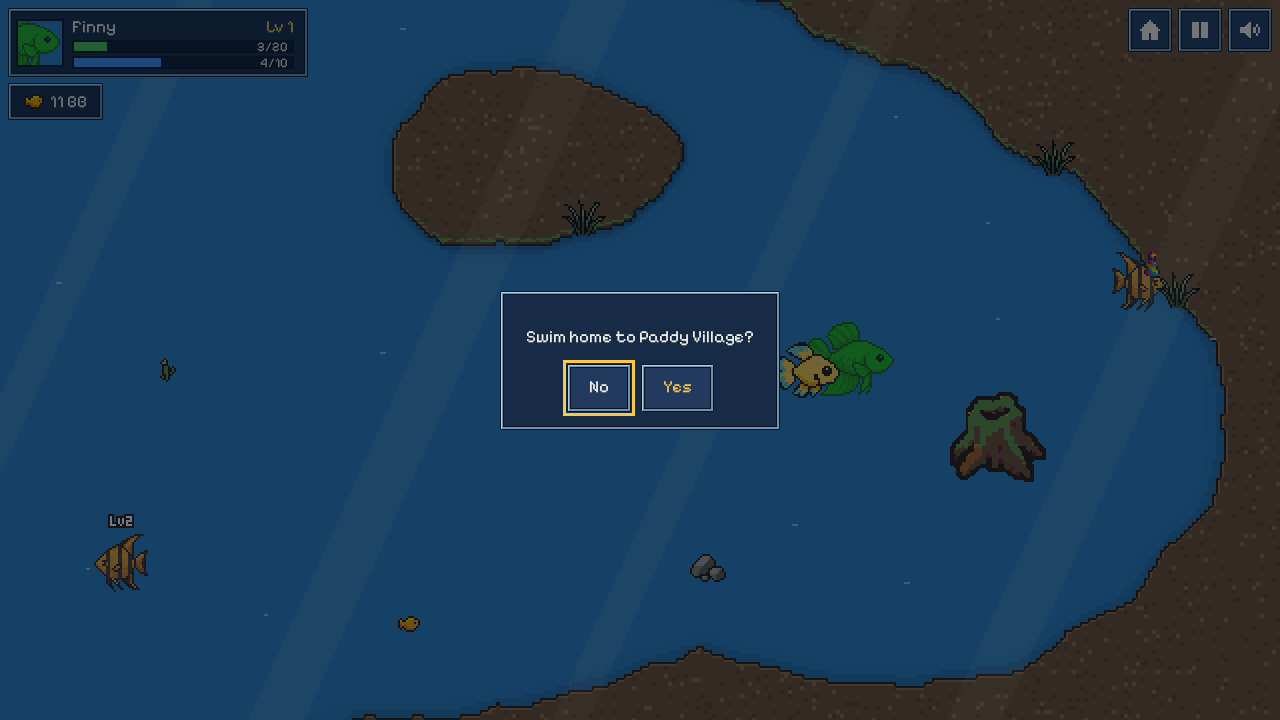 Finny Lv 1
3/20
4/10
1188
Swim home to Paddy Village?
No Yes
Lv2